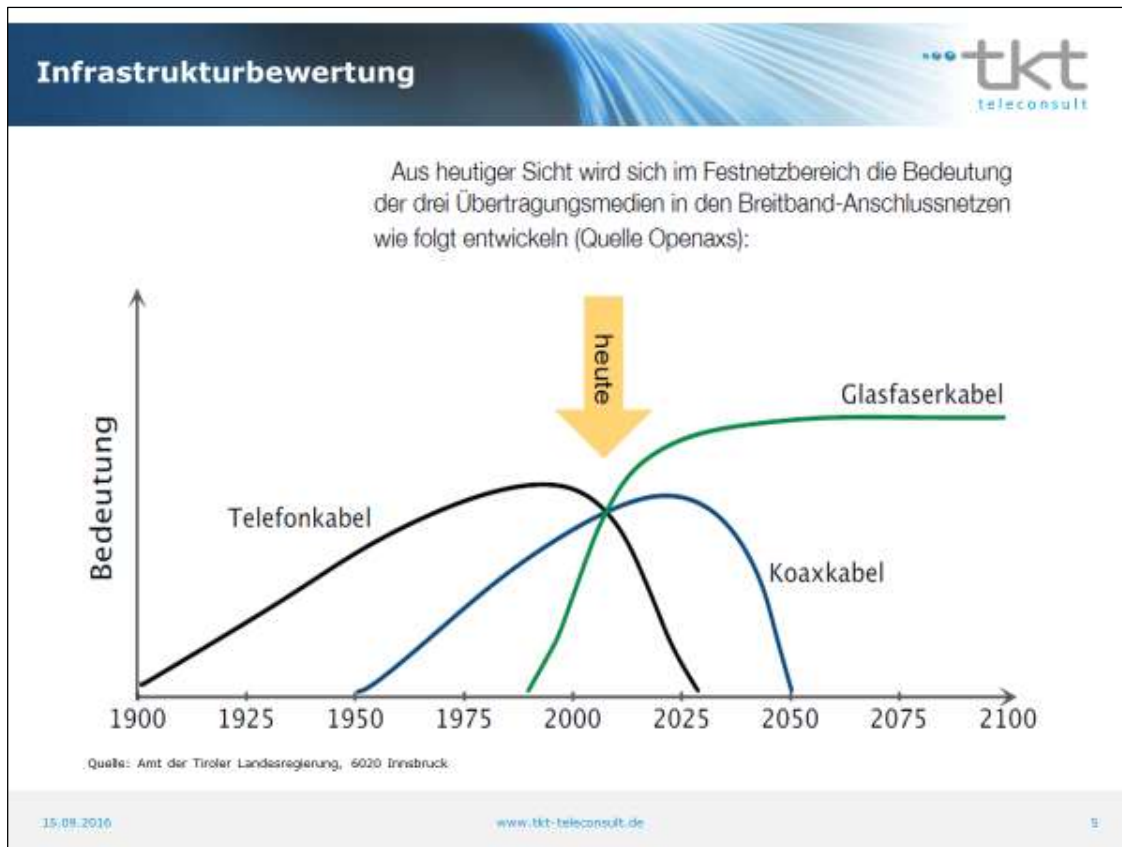 Infrastrukturbewertung
tkt
teleconsult
Aus heutiger Sicht wird sich im Festnetzbereich die Bedeutung
der drei Übertragungsmedien in den Breitband-Anschlussnetzen
wie folgt entwickeln (Quelle Openaxs):
heute
Glasfaserkabel
Telefonkabel
Koaxkabel
Bedeutung
1900 1925 1950 1975 2000 2025 2050 2075 2100
Quelle: Amt der Tiroler Landesregierung, 6020 Innsbruck
15.09.2016 www.tkt-teleconsult.de 5